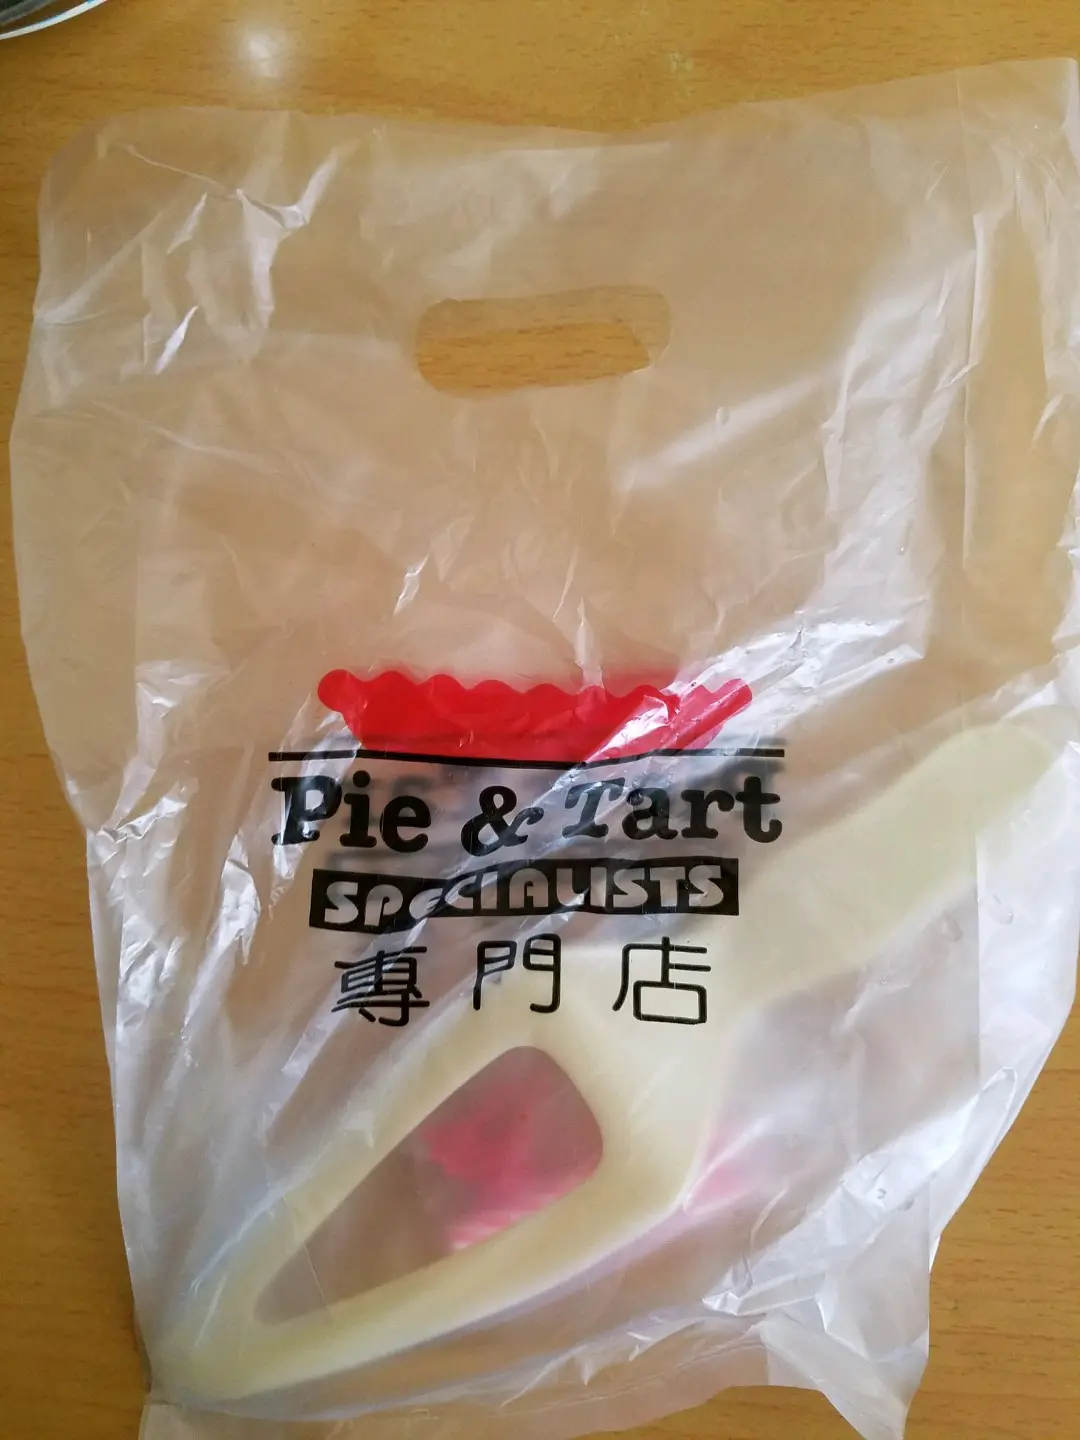 Pie & Tart
SPECIALISTS
專門店